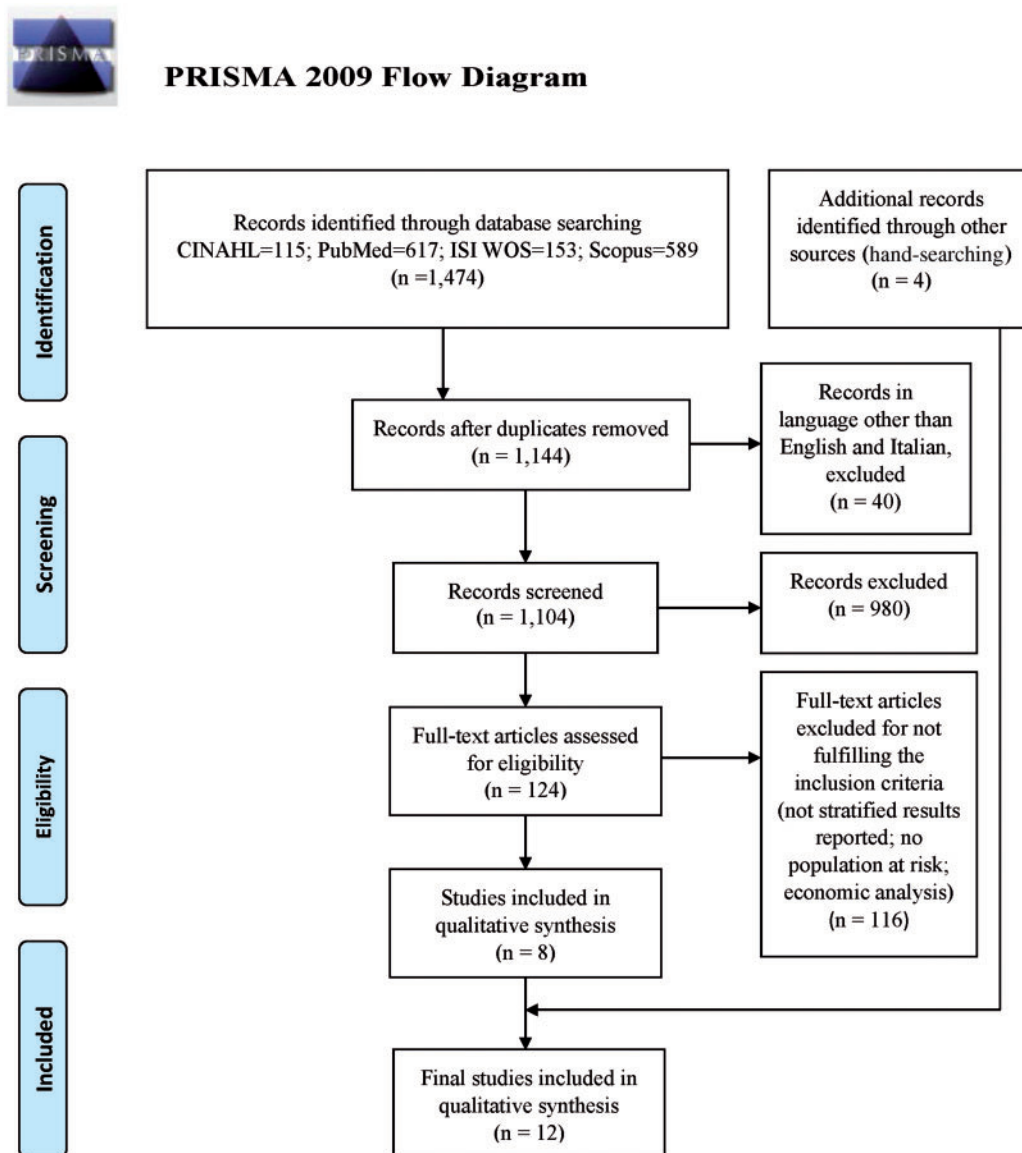 PRISMA
PRISMA 2009 Flow Diagram
Identification
Records identified through database searching
CINAHL=115; PubMed=617; ISI WOS=153; Scopus=589
(n =1,474)
Additional records
identified through other
sources (hand-searching)
(n = 4)
Records after duplicates removed
(n = 1,144)
Records in
language other than
English and Italian,
excluded
(n = 40)
Screening
Records screened
(n = 1,104)
Records excluded
(n = 980)
Eligibility
Full-text articles assessed
for eligibility
(n = 124)
Full-text articles
excluded for not
fulfilling the
inclusion criteria
(not stratified results
reported; no
population at risk;
economic analysis)
(n = 116)
Studies included in
qualitative synthesis
(n = 8)
Included
Final studies included in
qualitative synthesis
(n = 12)